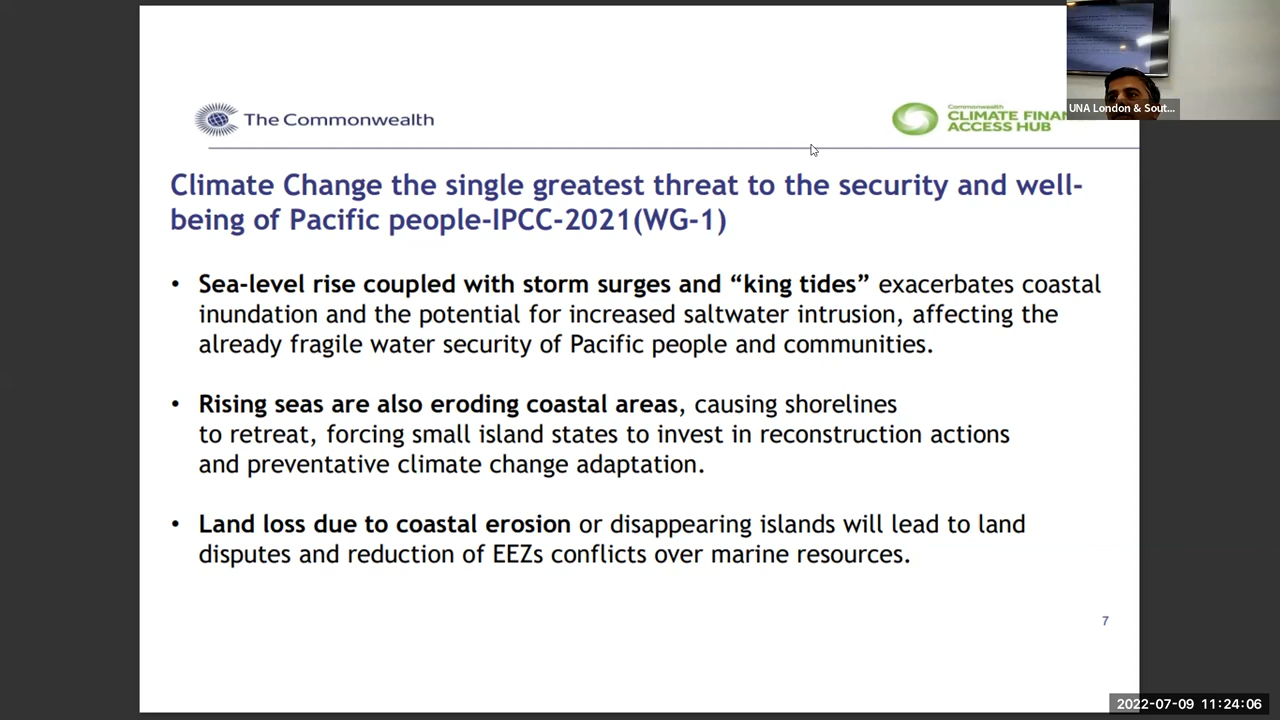 The Commonwealth
Commonwealth
CLIMATE FINAN
ACCESS HUB
UNA London & Sout...
Climate Change the single greatest threat to the security and well-
being of Pacific people-IPCC-2021(WG-1)
• Sea-level rise coupled with storm surges and “king tides” exacerbates coastal
inundation and the potential for increased saltwater intrusion, affecting the
already fragile water security of Pacific people and communities.
• Rising seas are also eroding coastal areas, causing shorelines
to retreat, forcing small island states to invest in reconstruction actions
and preventative climate change adaptation.
• Land loss due to coastal erosion or disappearing islands will lead to land
disputes and reduction of EEZs conflicts over marine resources.
7
2022-07-09 11:24:06